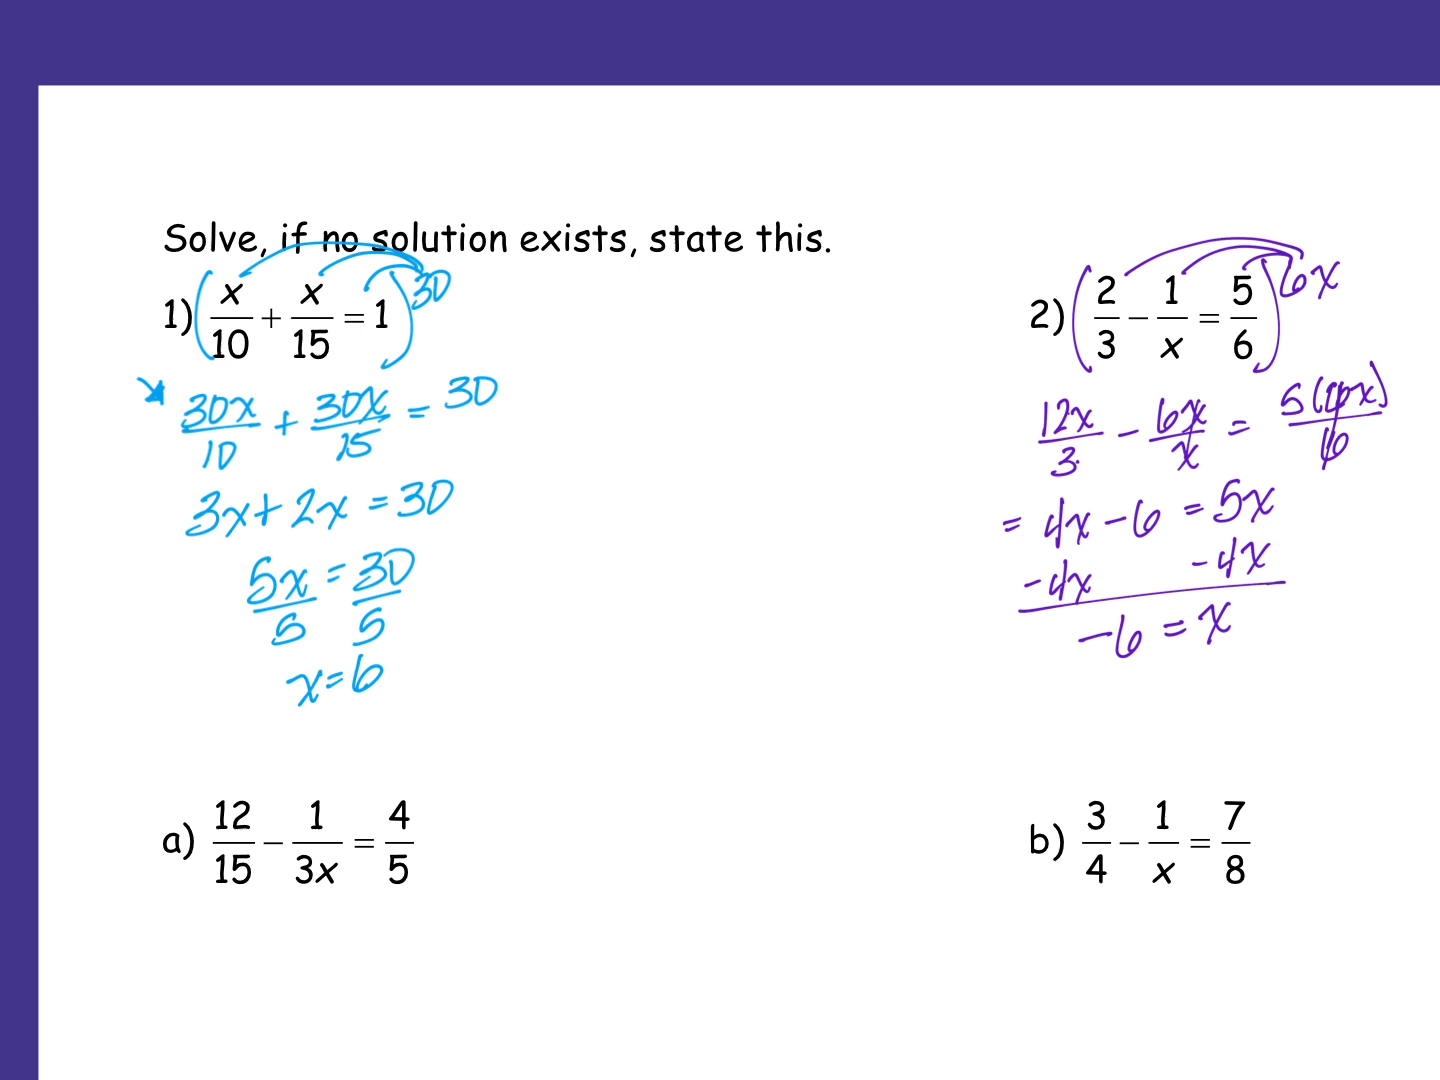 Solve, if no solution exists, state this.
1) (x/10 + x/15 = 1) 30
30x/10 + 30x/15 = 30
3x + 2x = 30
5x/5 = 30/5
x = 6
2) (2/3 − 1/x = 5/6) 6x
12x/3 − 6x/x = 5(6x)/6
= 4x − 6 = 5x
−4x −4x
−6 = x
a) 12/15 − 1/3x = 4/5
b) 3/4 − 1/x = 7/8